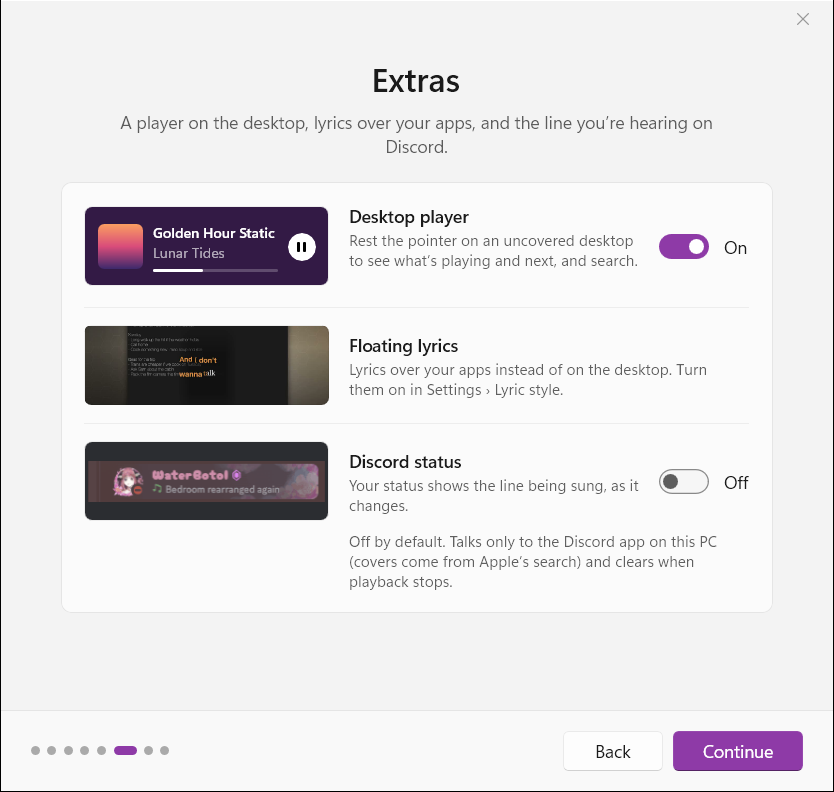 Extras
A player on the desktop, lyrics over your apps, and the line you’re hearing on
Discord.
Golden Hour Static
Lunar Tides
Desktop player
Rest the pointer on an uncovered desktop
to see what’s playing and next, and search.
On
And I don't
wanna talk
Floating lyrics
Lyrics over your apps instead of on the desktop. Turn
them on in Settings › Lyric style.
WaterBotol
Bedroom rearranged again
Discord status
Your status shows the line being sung, as it
changes.
Off
Off by default. Talks only to the Discord app on this PC
(covers come from Apple’s search) and clears when
playback stops.
Back
Continue